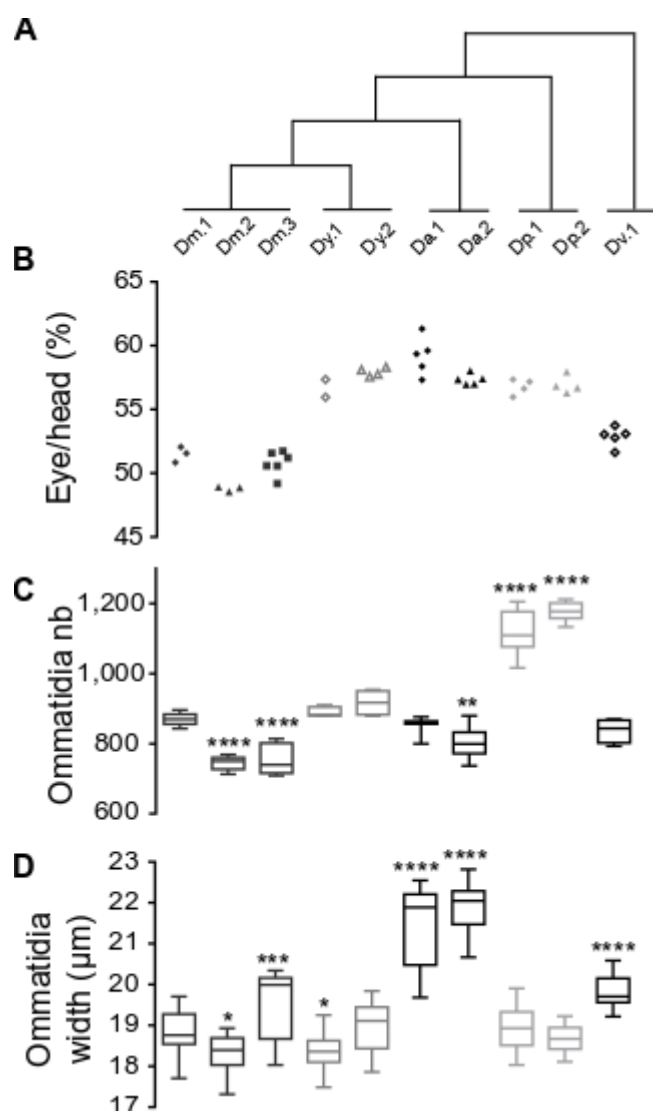 A
Dm.1 Dm.2 Dm.3 Dy.1 Dy.2 Da.1 Da.2 Dp.1 Dp.2 Dv.1
B
65
60
55
50
45
Eye/head (%)
C
1,200
1,000
800
600
Ommatidia nb
**** **** ** **** ****
D
23
22
21
20
19
18
17
Ommatidia
width (µm)
* *** * **** **** ****